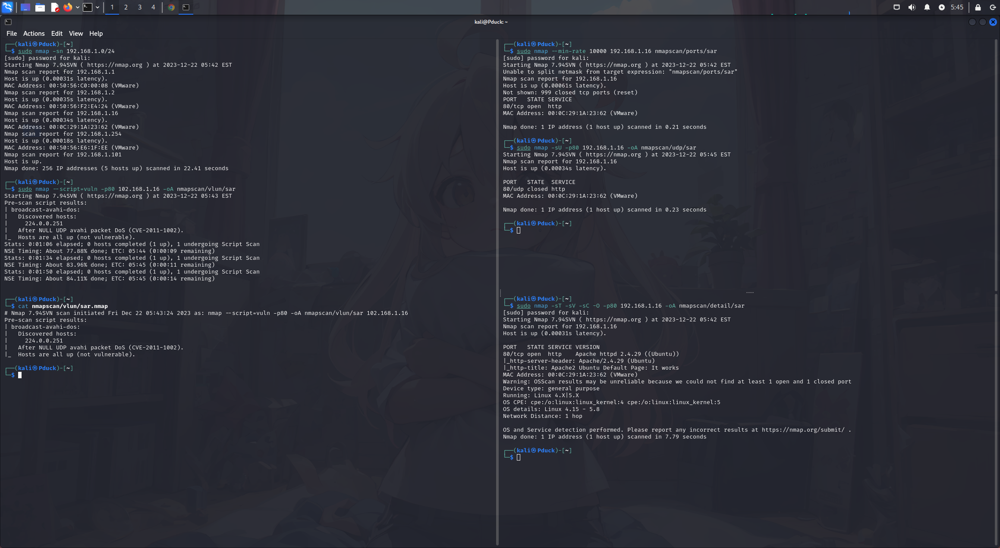 1 2 3 4
5:45
kali@Pduck: ~
File Actions Edit View Help
┌──(kali㉿Pduck)-[~]
└─$ sudo nmap -sn 192.168.1.0/24
[sudo] password for kali:
Starting Nmap 7.94SVN ( https://nmap.org ) at 2023-12-22 05:42 EST
Nmap scan report for 192.168.1.1
Host is up (0.00031s latency).
MAC Address: 00:50:56:C0:00:08 (VMware)
Nmap scan report for 192.168.1.2
Host is up (0.00035s latency).
MAC Address: 00:50:56:F2:E4:24 (VMware)
Nmap scan report for 192.168.1.16
Host is up (0.00034s latency).
MAC Address: 00:0C:29:1A:23:62 (VMware)
Nmap scan report for 192.168.1.254
Host is up (0.00018s latency).
MAC Address: 00:50:56:E6:1F:EE (VMware)
Nmap scan report for 192.168.1.101
Host is up.
Nmap done: 256 IP addresses (5 hosts up) scanned in 22.41 seconds
┌──(kali㉿Pduck)-[~]
└─$ sudo nmap --script=vuln -p80 102.168.1.16 -oA nmapscan/vlun/sar
Starting Nmap 7.94SVN ( https://nmap.org ) at 2023-12-22 05:43 EST
Pre-scan script results:
| broadcast-avahi-dos:
|   Discovered hosts:
|     224.0.0.251
|   After NULL UDP avahi packet DoS (CVE-2011-1002).
|_  Hosts are all up (not vulnerable).
Stats: 0:01:06 elapsed; 0 hosts completed (1 up), 1 undergoing Script Scan
NSE Timing: About 77.88% done; ETC: 05:44 (0:00:09 remaining)
Stats: 0:01:34 elapsed; 0 hosts completed (1 up), 1 undergoing Script Scan
NSE Timing: About 83.96% done; ETC: 05:45 (0:00:11 remaining)
Stats: 0:01:50 elapsed; 0 hosts completed (1 up), 1 undergoing Script Scan
NSE Timing: About 84.11% done; ETC: 05:45 (0:00:14 remaining)
┌──(kali㉿Pduck)-[~]
└─$ cat nmapscan/vlun/sar.nmap
# Nmap 7.94SVN scan initiated Fri Dec 22 05:43:24 2023 as: nmap --script=vuln -p80 -oA nmapscan/vlun/sar 102.168.1.16
Pre-scan script results:
| broadcast-avahi-dos:
|   Discovered hosts:
|     224.0.0.251
|   After NULL UDP avahi packet DoS (CVE-2011-1002).
|_  Hosts are all up (not vulnerable).
┌──(kali㉿Pduck)-[~]
└─$
┌──(kali㉿Pduck)-[~]
└─$ sudo nmap --min-rate 10000 192.168.1.16 nmapscan/ports/sar
[sudo] password for kali:
Starting Nmap 7.94SVN ( https://nmap.org ) at 2023-12-22 05:42 EST
Unable to split netmask from target expression: "nmapscan/ports/sar"
Nmap scan report for 192.168.1.16
Host is up (0.00061s latency).
Not shown: 999 closed tcp ports (reset)
PORT   STATE SERVICE
80/tcp open  http
MAC Address: 00:0C:29:1A:23:62 (VMware)
Nmap done: 1 IP address (1 host up) scanned in 0.21 seconds
┌──(kali㉿Pduck)-[~]
└─$ sudo nmap -sU -p80 192.168.1.16 -oA nmapscan/udp/sar
Starting Nmap 7.94SVN ( https://nmap.org ) at 2023-12-22 05:45 EST
Nmap scan report for 192.168.1.16
Host is up (0.00034s latency).
PORT   STATE  SERVICE
80/udp closed http
MAC Address: 00:0C:29:1A:23:62 (VMware)
Nmap done: 1 IP address (1 host up) scanned in 0.23 seconds
┌──(kali㉿Pduck)-[~]
└─$
┌──(kali㉿Pduck)-[~]
└─$ sudo nmap -sT -sV -sC -O -p80 192.168.1.16 -oA nmapscan/detail/sar
[sudo] password for kali:
Starting Nmap 7.94SVN ( https://nmap.org ) at 2023-12-22 05:42 EST
Nmap scan report for 192.168.1.16
Host is up (0.00031s latency).
PORT   STATE SERVICE VERSION
80/tcp open  http    Apache httpd 2.4.29 ((Ubuntu))
|_http-server-header: Apache/2.4.29 (Ubuntu)
|_http-title: Apache2 Ubuntu Default Page: It works
MAC Address: 00:0C:29:1A:23:62 (VMware)
Warning: OSScan results may be unreliable because we could not find at least 1 open and 1 closed port
Device type: general purpose
Running: Linux 4.X|5.X
OS CPE: cpe:/o:linux:linux_kernel:4 cpe:/o:linux:linux_kernel:5
OS details: Linux 4.15 - 5.8
Network Distance: 1 hop
OS and Service detection performed. Please report any incorrect results at https://nmap.org/submit/ .
Nmap done: 1 IP address (1 host up) scanned in 7.79 seconds
┌──(kali㉿Pduck)-[~]
└─$